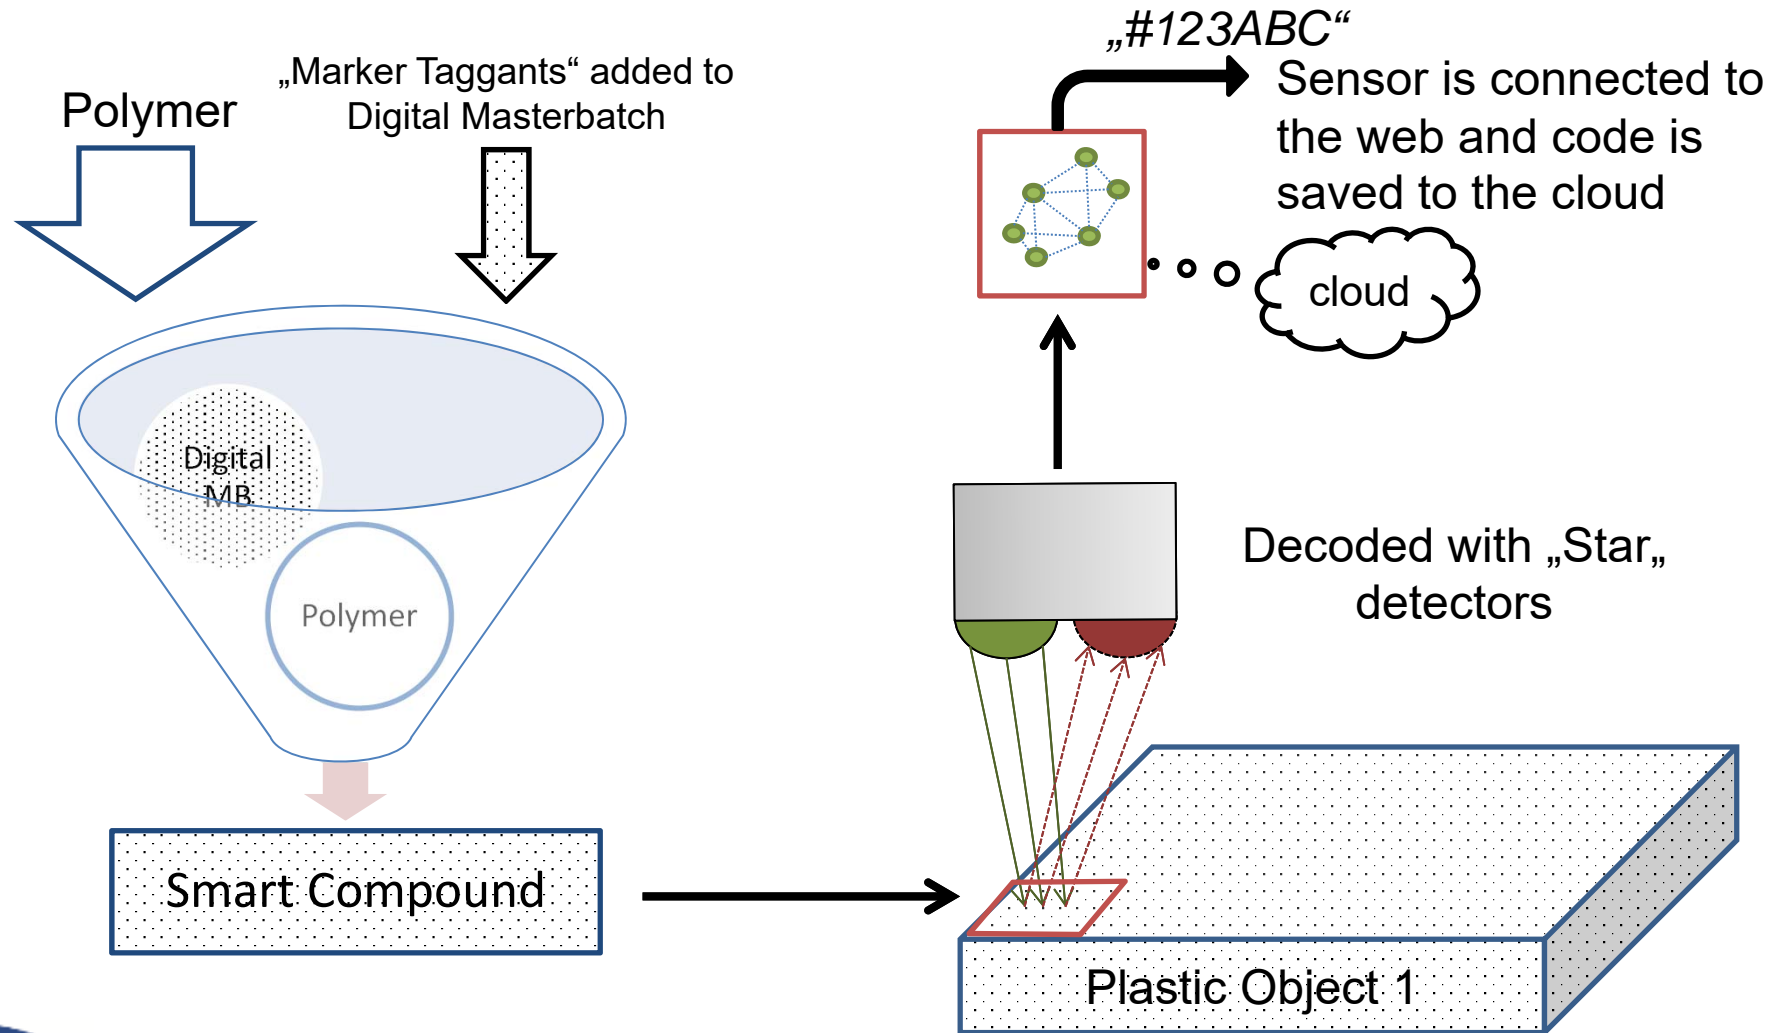 Polymer
„Marker Taggants“ added to
Digital Masterbatch
Digital
MB
Polymer
Smart Compound
„#123ABC“
Sensor is connected to
the web and code is
saved to the cloud
cloud
Decoded with „Star„
detectors
Plastic Object 1